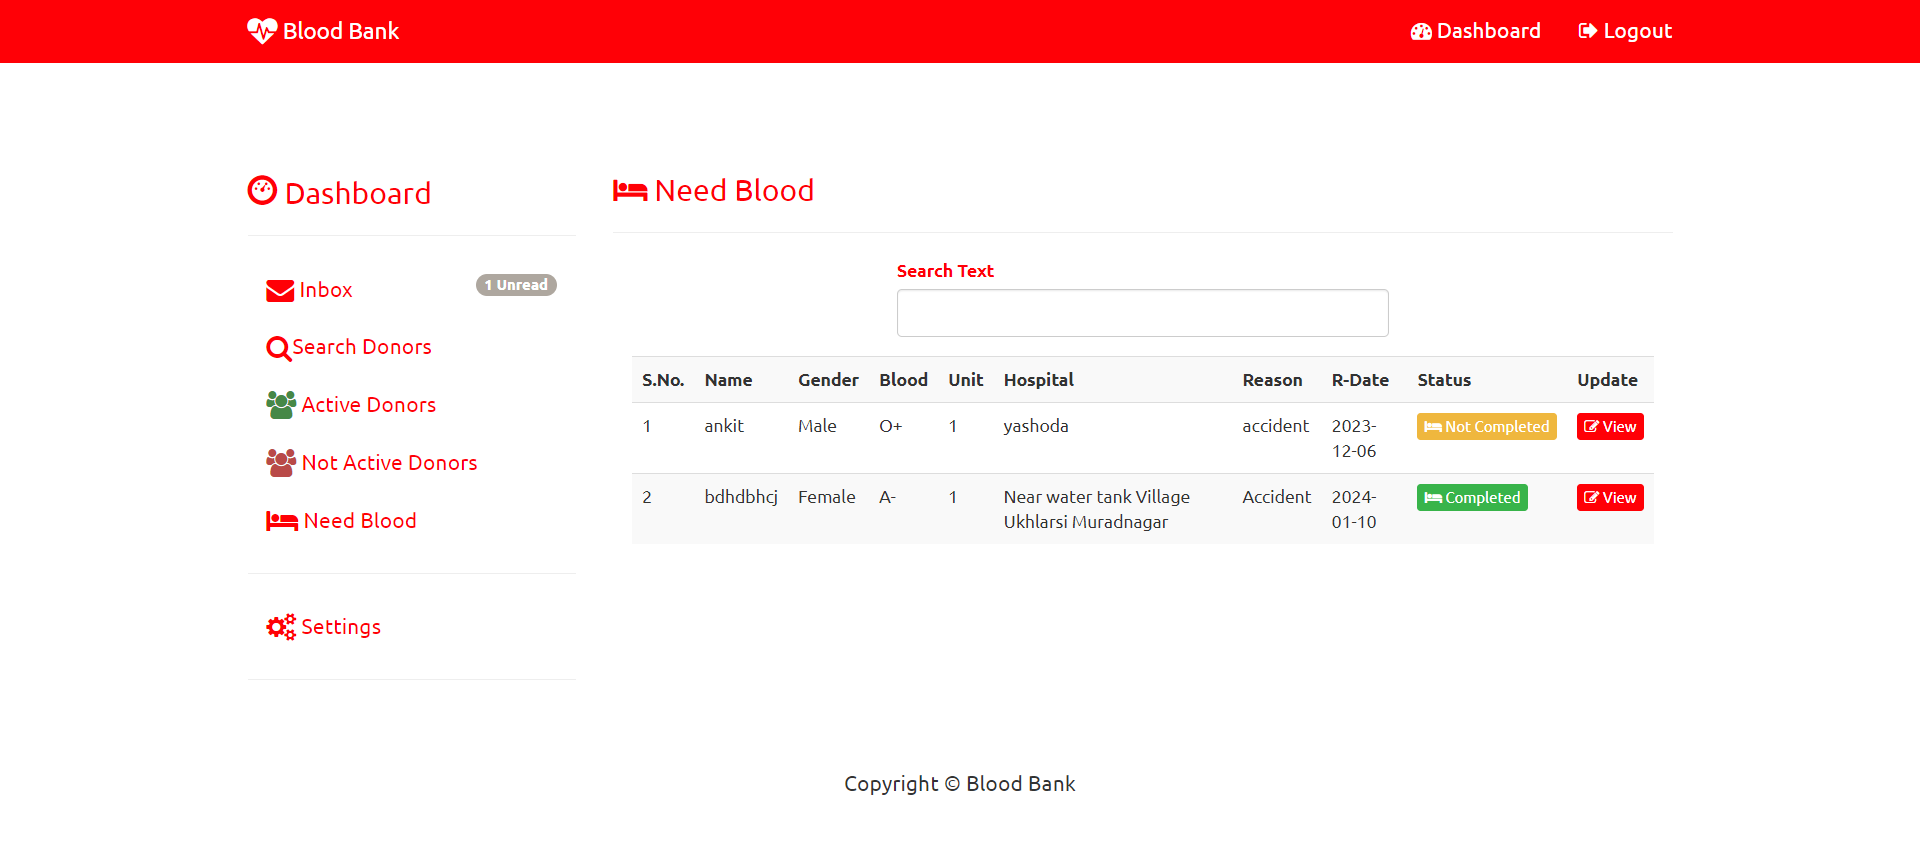 Blood Bank
Dashboard
Logout
Dashboard
Inbox
1 Unread
Search Donors
Active Donors
Not Active Donors
Need Blood
Settings
Need Blood
Search Text
S.No. Name Gender Blood Unit Hospital Reason R-Date Status Update
1 ankit Male O+ 1 yashoda accident 2023-
12-06
Not Completed View
2 bdhdbhcj Female A- 1 Near water tank Village Accident 2024-
Ukhlarsi Muradnagar 01-10
Completed View
Copyright © Blood Bank